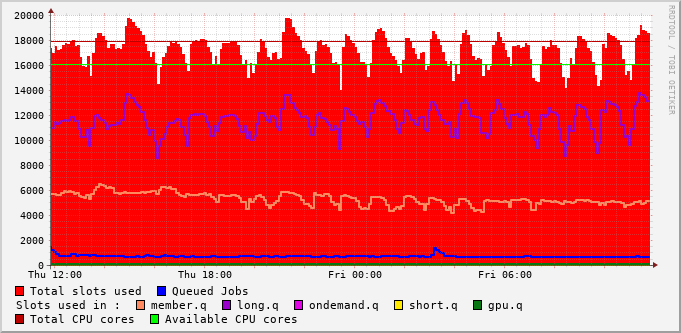 RRDTOOL / TOBI OETIKER
20000
18000
16000
14000
12000
10000
8000
6000
4000
2000
0
Thu 12:00 Thu 18:00 Fri 00:00 Fri 06:00
Total slots used Queued Jobs
Slots used in : member.q long.q ondemand.q short.q gpu.q
Total CPU cores Available CPU cores